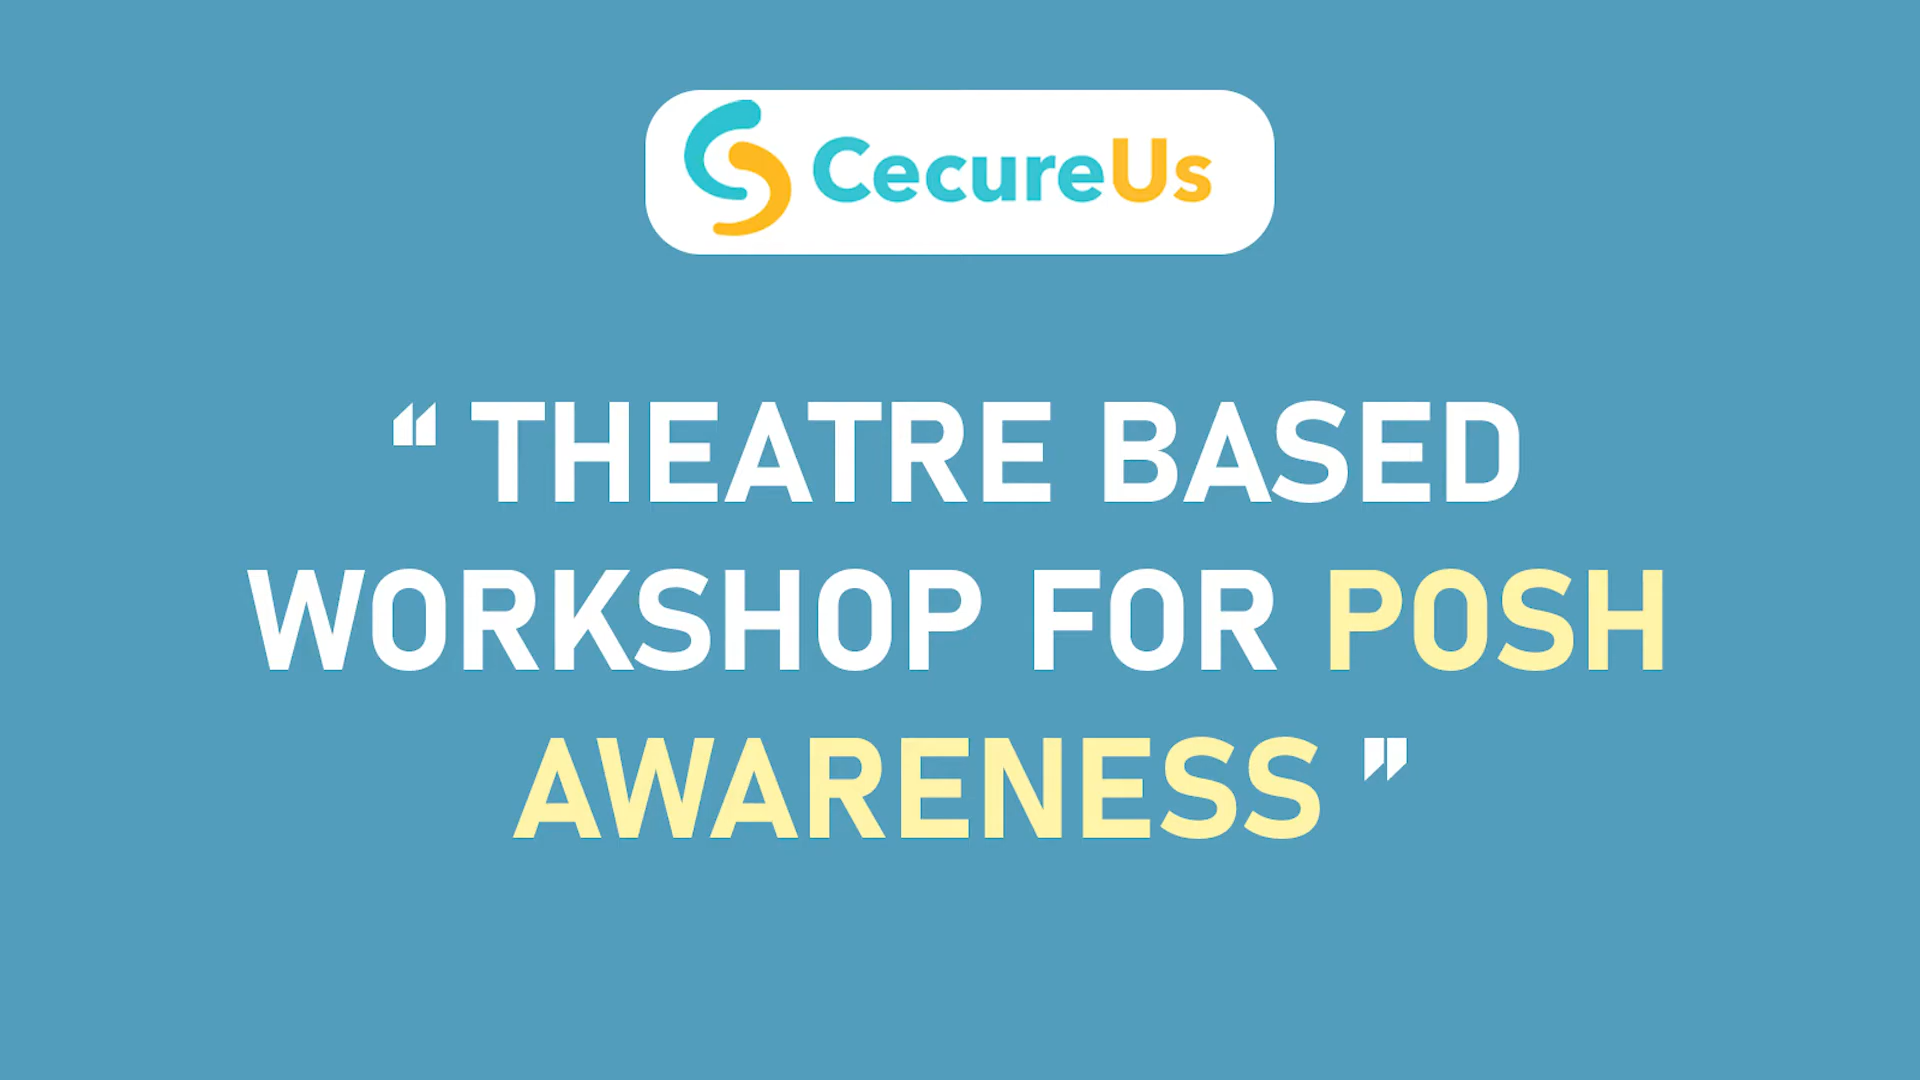 CecureUs
“ THEATRE BASED
WORKSHOP FOR POSH
AWARENESS ”